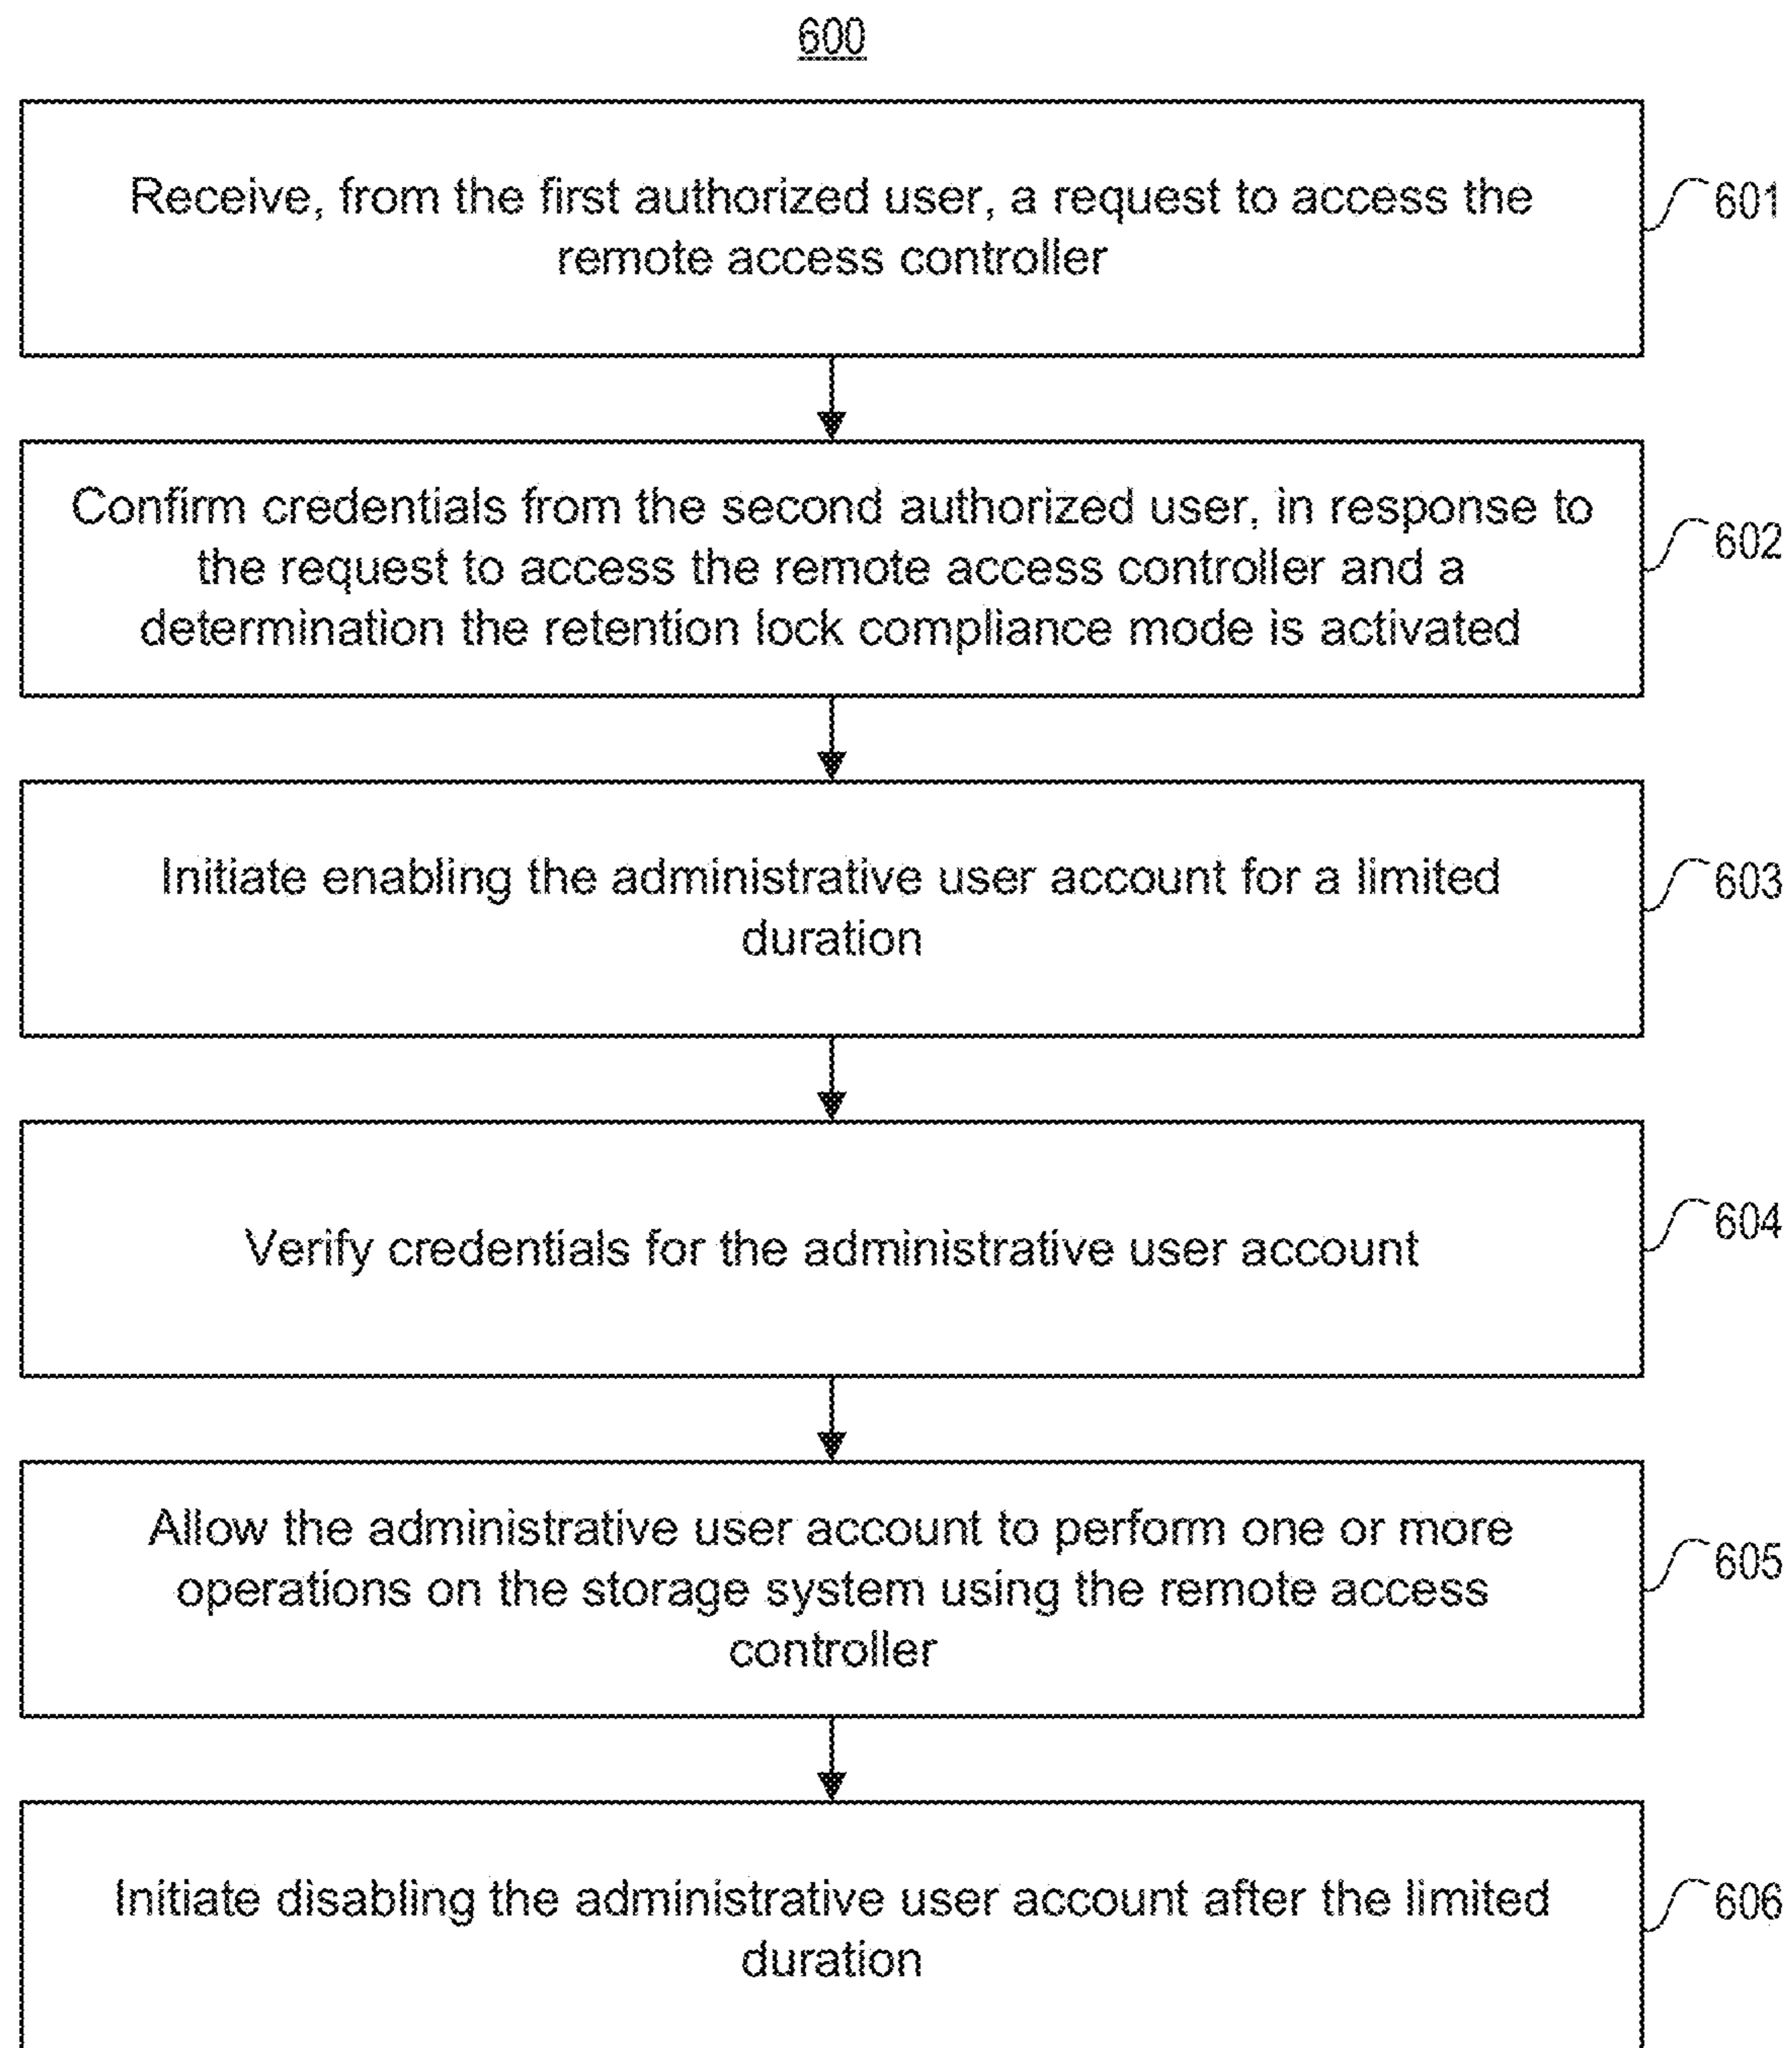 600
Receive, from the first authorized user, a request to access the
remote access controller
601
Confirm credentials from the second authorized user, in response to
the request to access the remote access controller and a
determination the retention lock compliance mode is activated
602
Initiate enabling the administrative user account for a limited
duration
603
Verify credentials for the administrative user account
604
Allow the administrative user account to perform one or more
operations on the storage system using the remote access
controller
605
Initiate disabling the administrative user account after the limited
duration
606